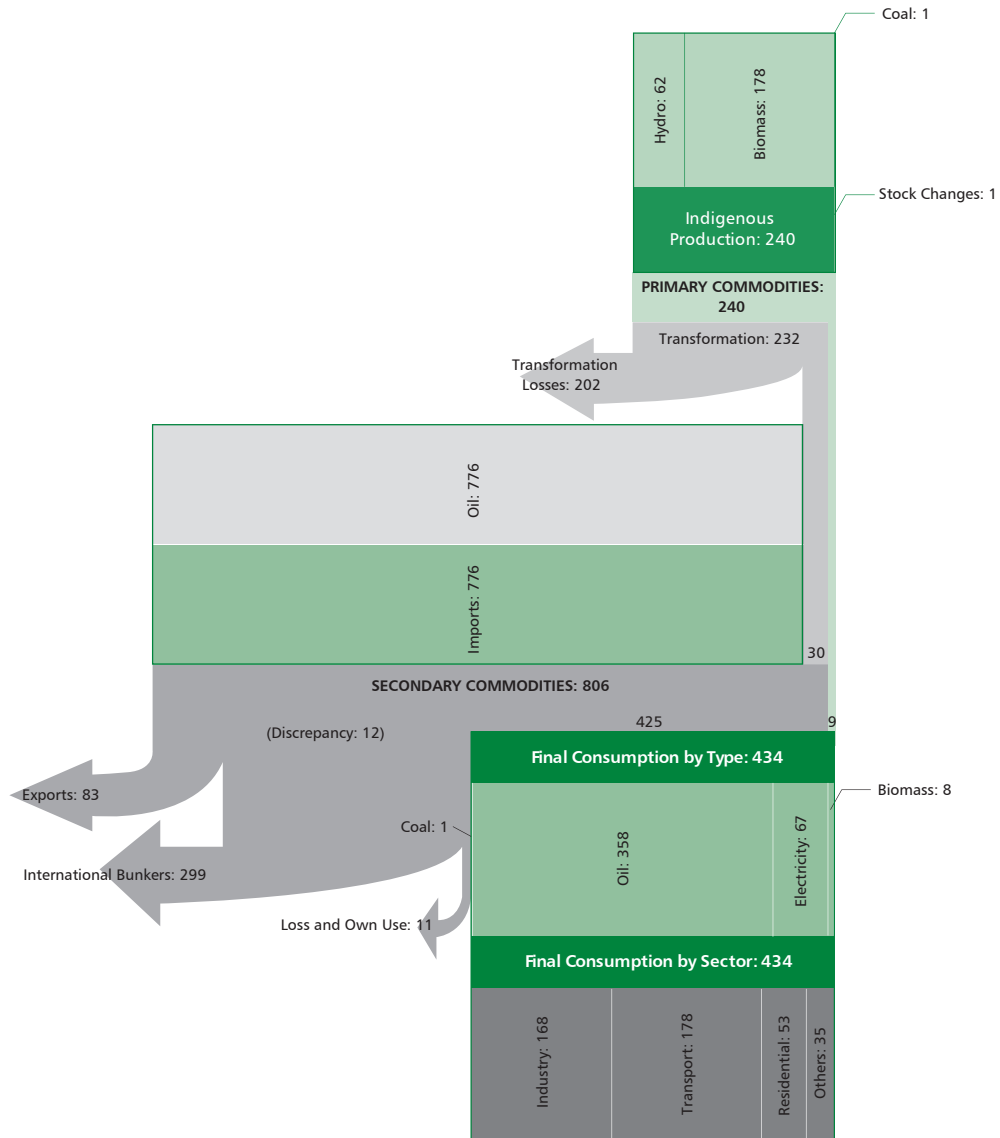 Coal: 1
Hydro: 62
Biomass: 178
Stock Changes: 1
Indigenous
Production: 240
PRIMARY COMMODITIES:
240
Transformation: 232
Transformation
Losses: 202
Oil: 776
Imports: 776
30
SECONDARY COMMODITIES: 806
425
9
(Discrepancy: 12)
Final Consumption by Type: 434
Exports: 83
Biomass: 8
Coal: 1
Oil: 358
Electricity: 67
International Bunkers: 299
Loss and Own Use: 11
Final Consumption by Sector: 434
Industry: 168
Transport: 178
Residential: 53
Others: 35